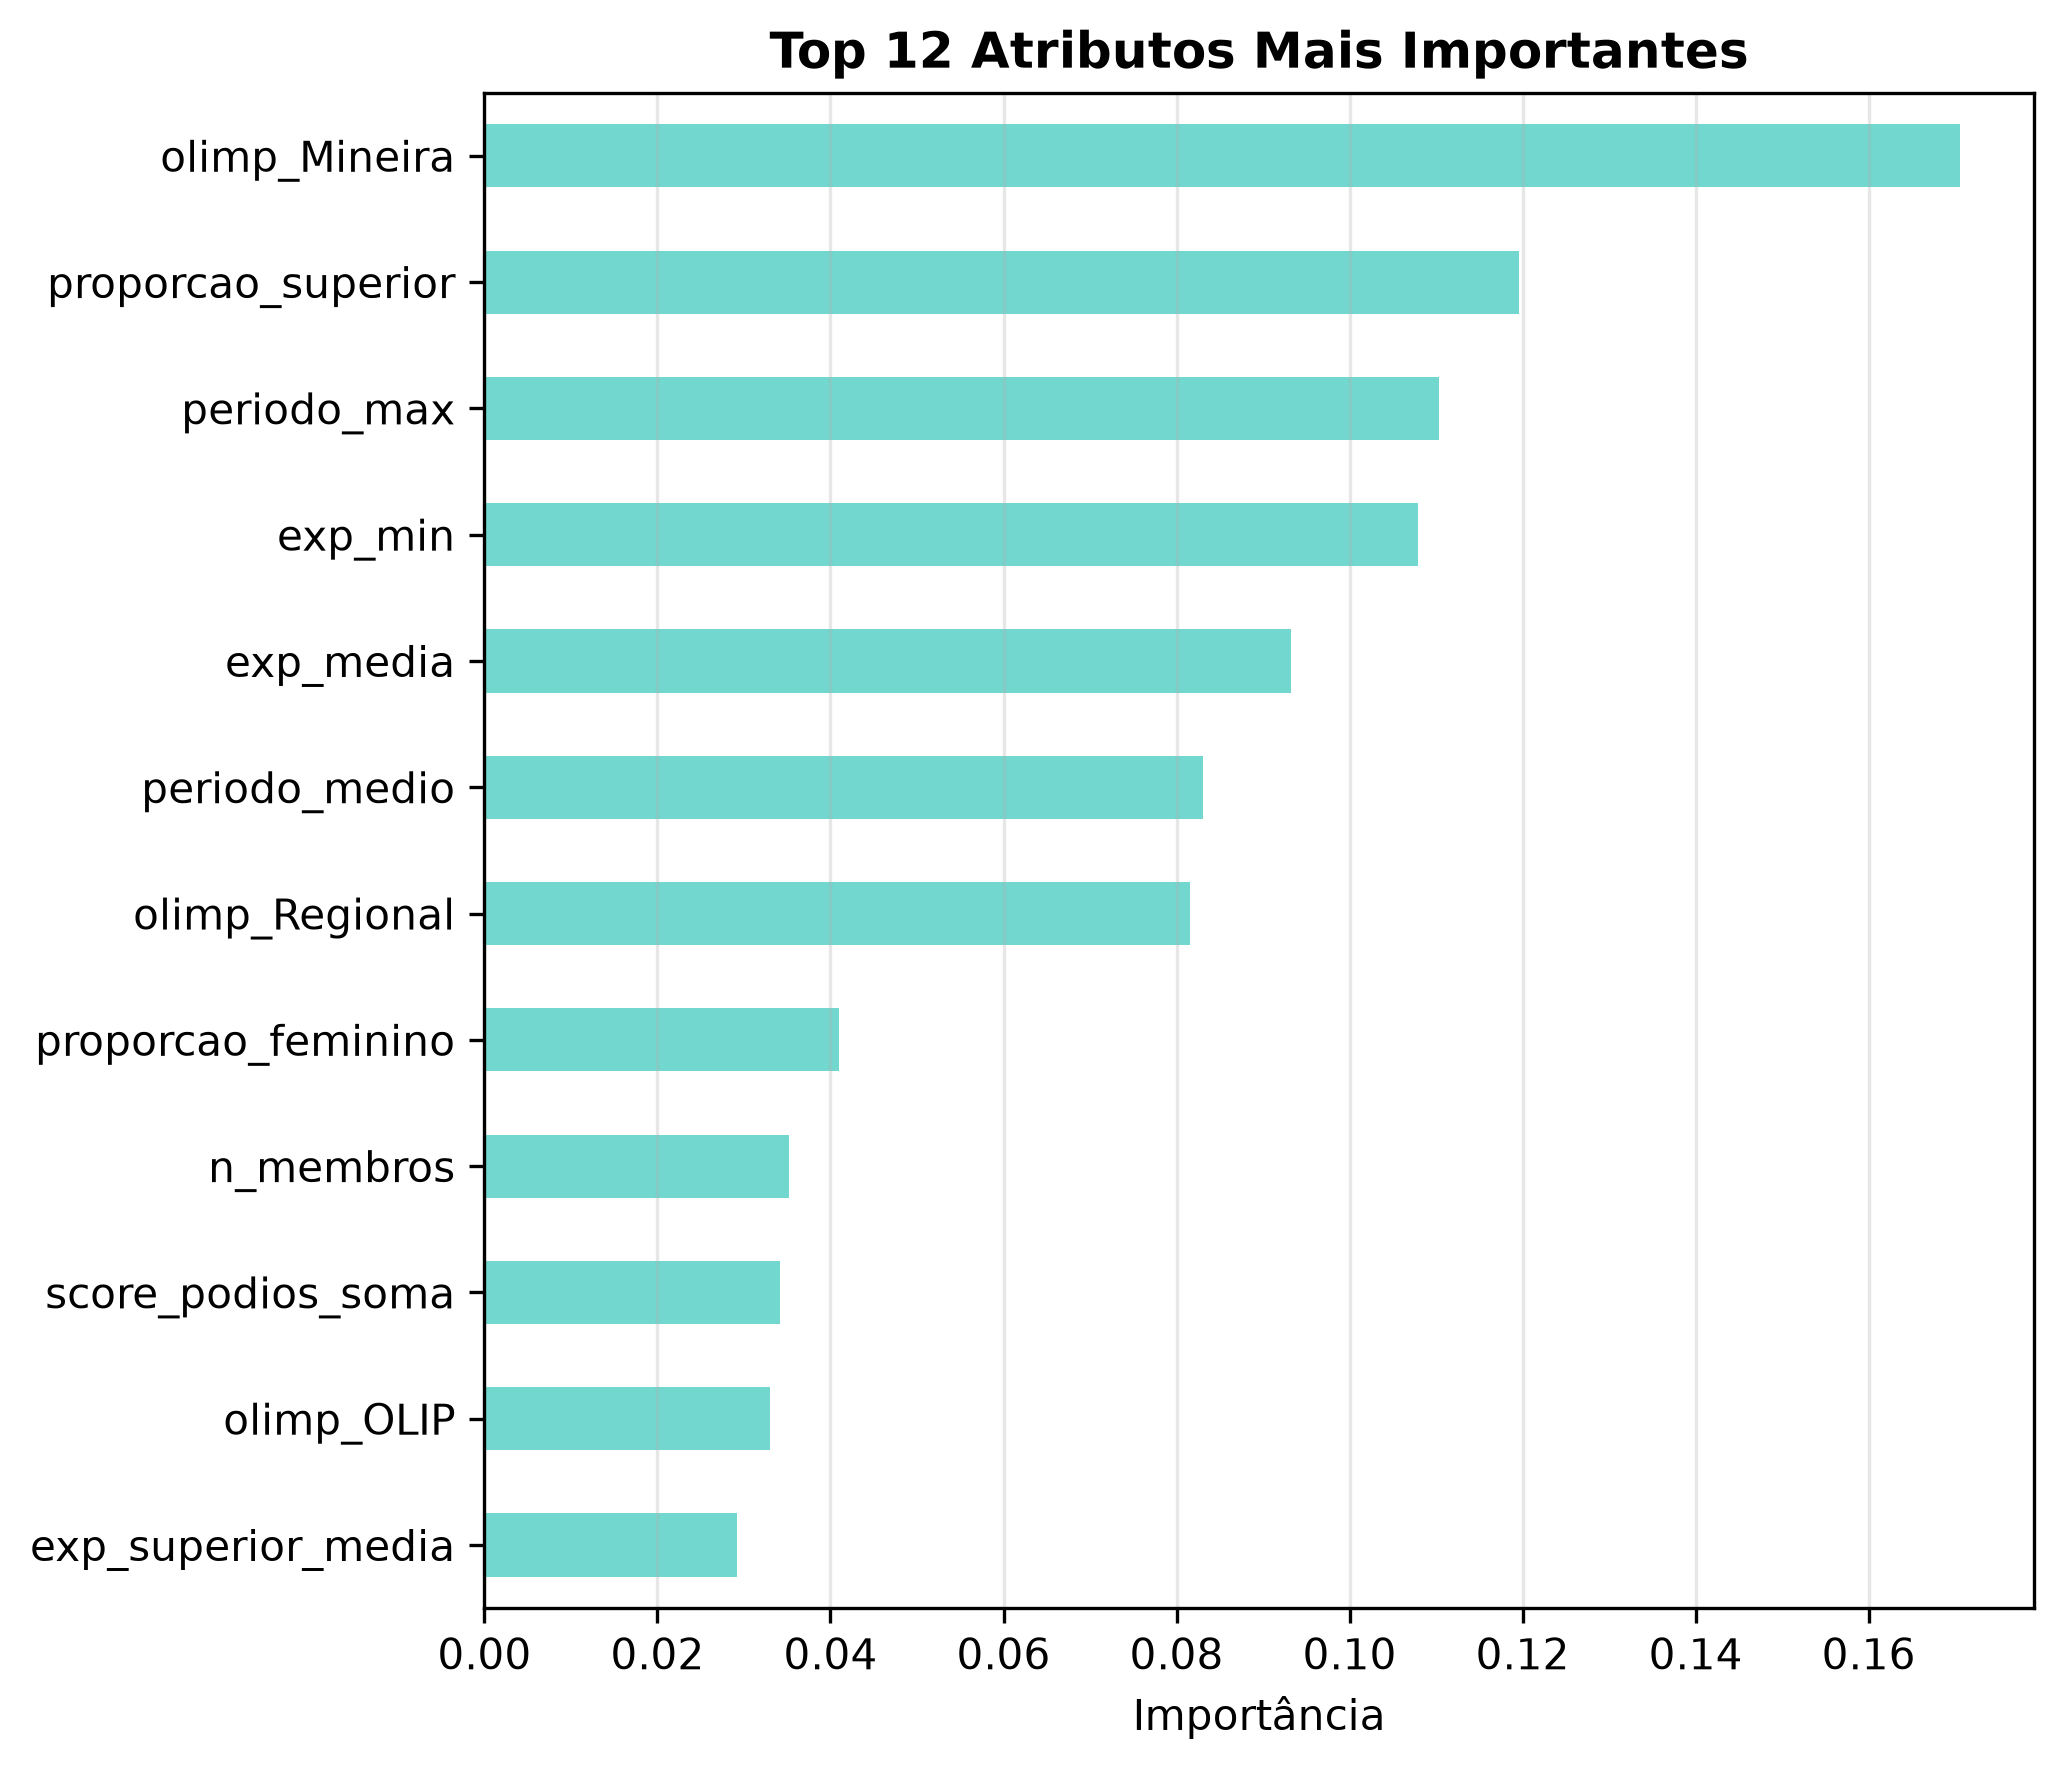 Top 12 Atributos Mais Importantes
olimp_Mineira
proporcao_superior
periodo_max
exp_min
exp_media
periodo_medio
olimp_Regional
proporcao_feminino
n_membros
score_podios_soma
olimp_OLIP
exp_superior_media
0.00 0.02 0.04 0.06 0.08 0.10 0.12 0.14 0.16
Importância